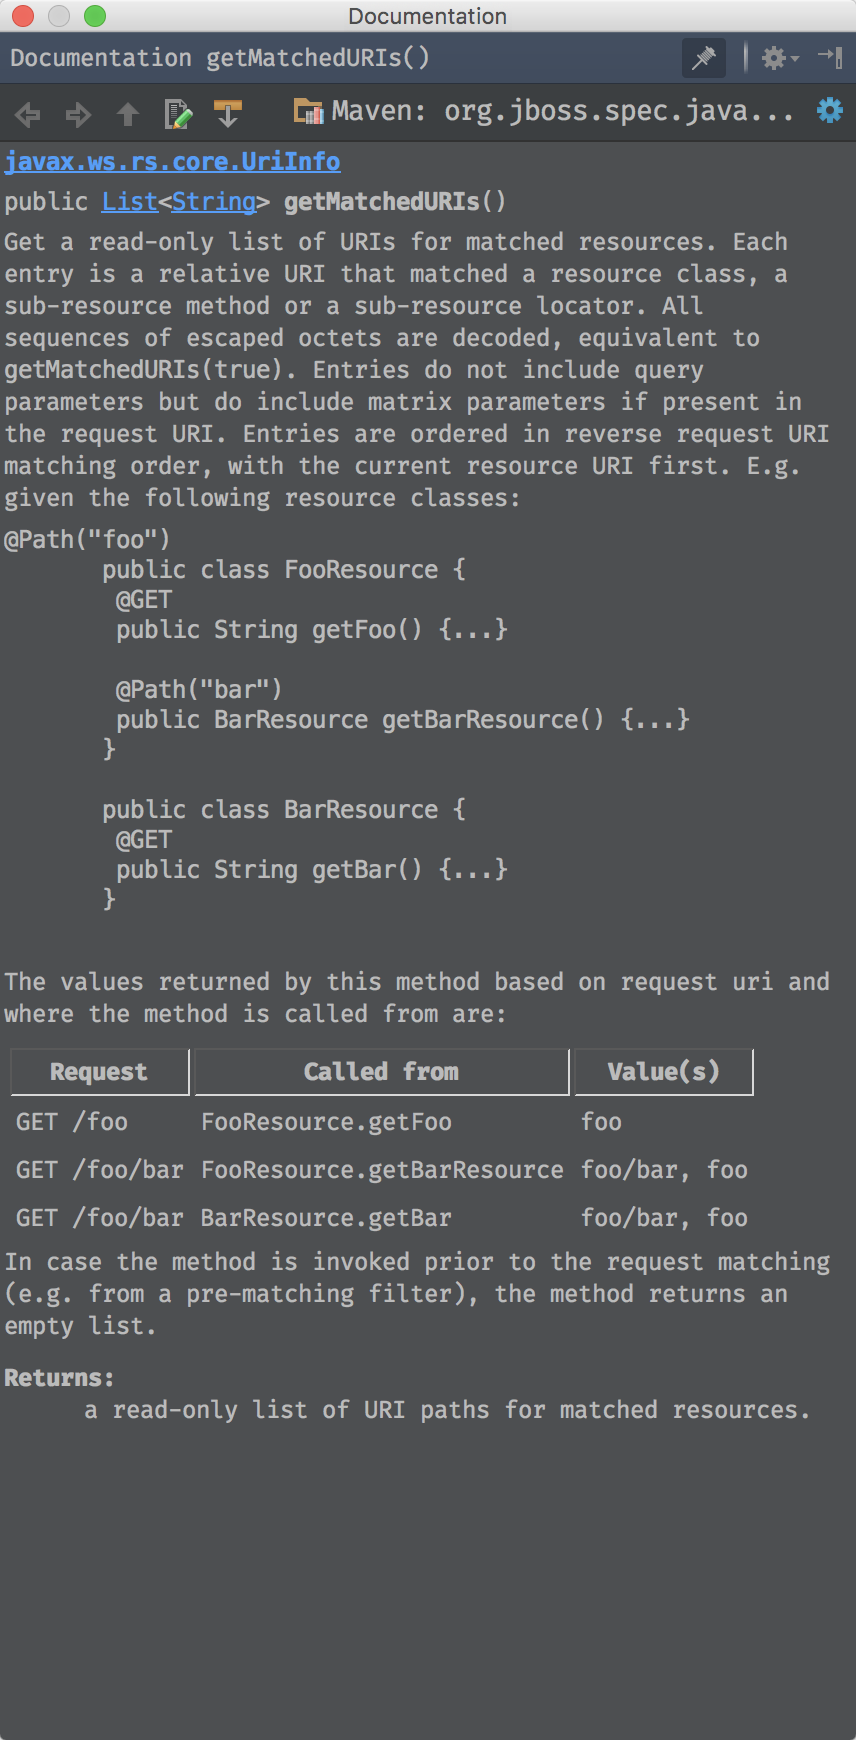 Documentation
Documentation getMatchedURIs()
Maven: org.jboss.spec.java...
javax.ws.rs.core.UriInfo
public List<String> getMatchedURIs()
Get a read-only list of URIs for matched resources. Each
entry is a relative URI that matched a resource class, a
sub-resource method or a sub-resource locator. All
sequences of escaped octets are decoded, equivalent to
getMatchedURIs(true). Entries do not include query
parameters but do include matrix parameters if present in
the request URI. Entries are ordered in reverse request URI
matching order, with the current resource URI first. E.g.
given the following resource classes:
@Path("foo")
public class FooResource {
@GET
public String getFoo() {...}
@Path("bar")
public BarResource getBarResource() {...}
}
public class BarResource {
@GET
public String getBar() {...}
}
The values returned by this method based on request uri and
where the method is called from are:
Request Called from Value(s)
GET /foo FooResource.getFoo foo
GET /foo/bar FooResource.getBarResource foo/bar, foo
GET /foo/bar BarResource.getBar foo/bar, foo
In case the method is invoked prior to the request matching
(e.g. from a pre-matching filter), the method returns an
empty list.
Returns:
a read-only list of URI paths for matched resources.